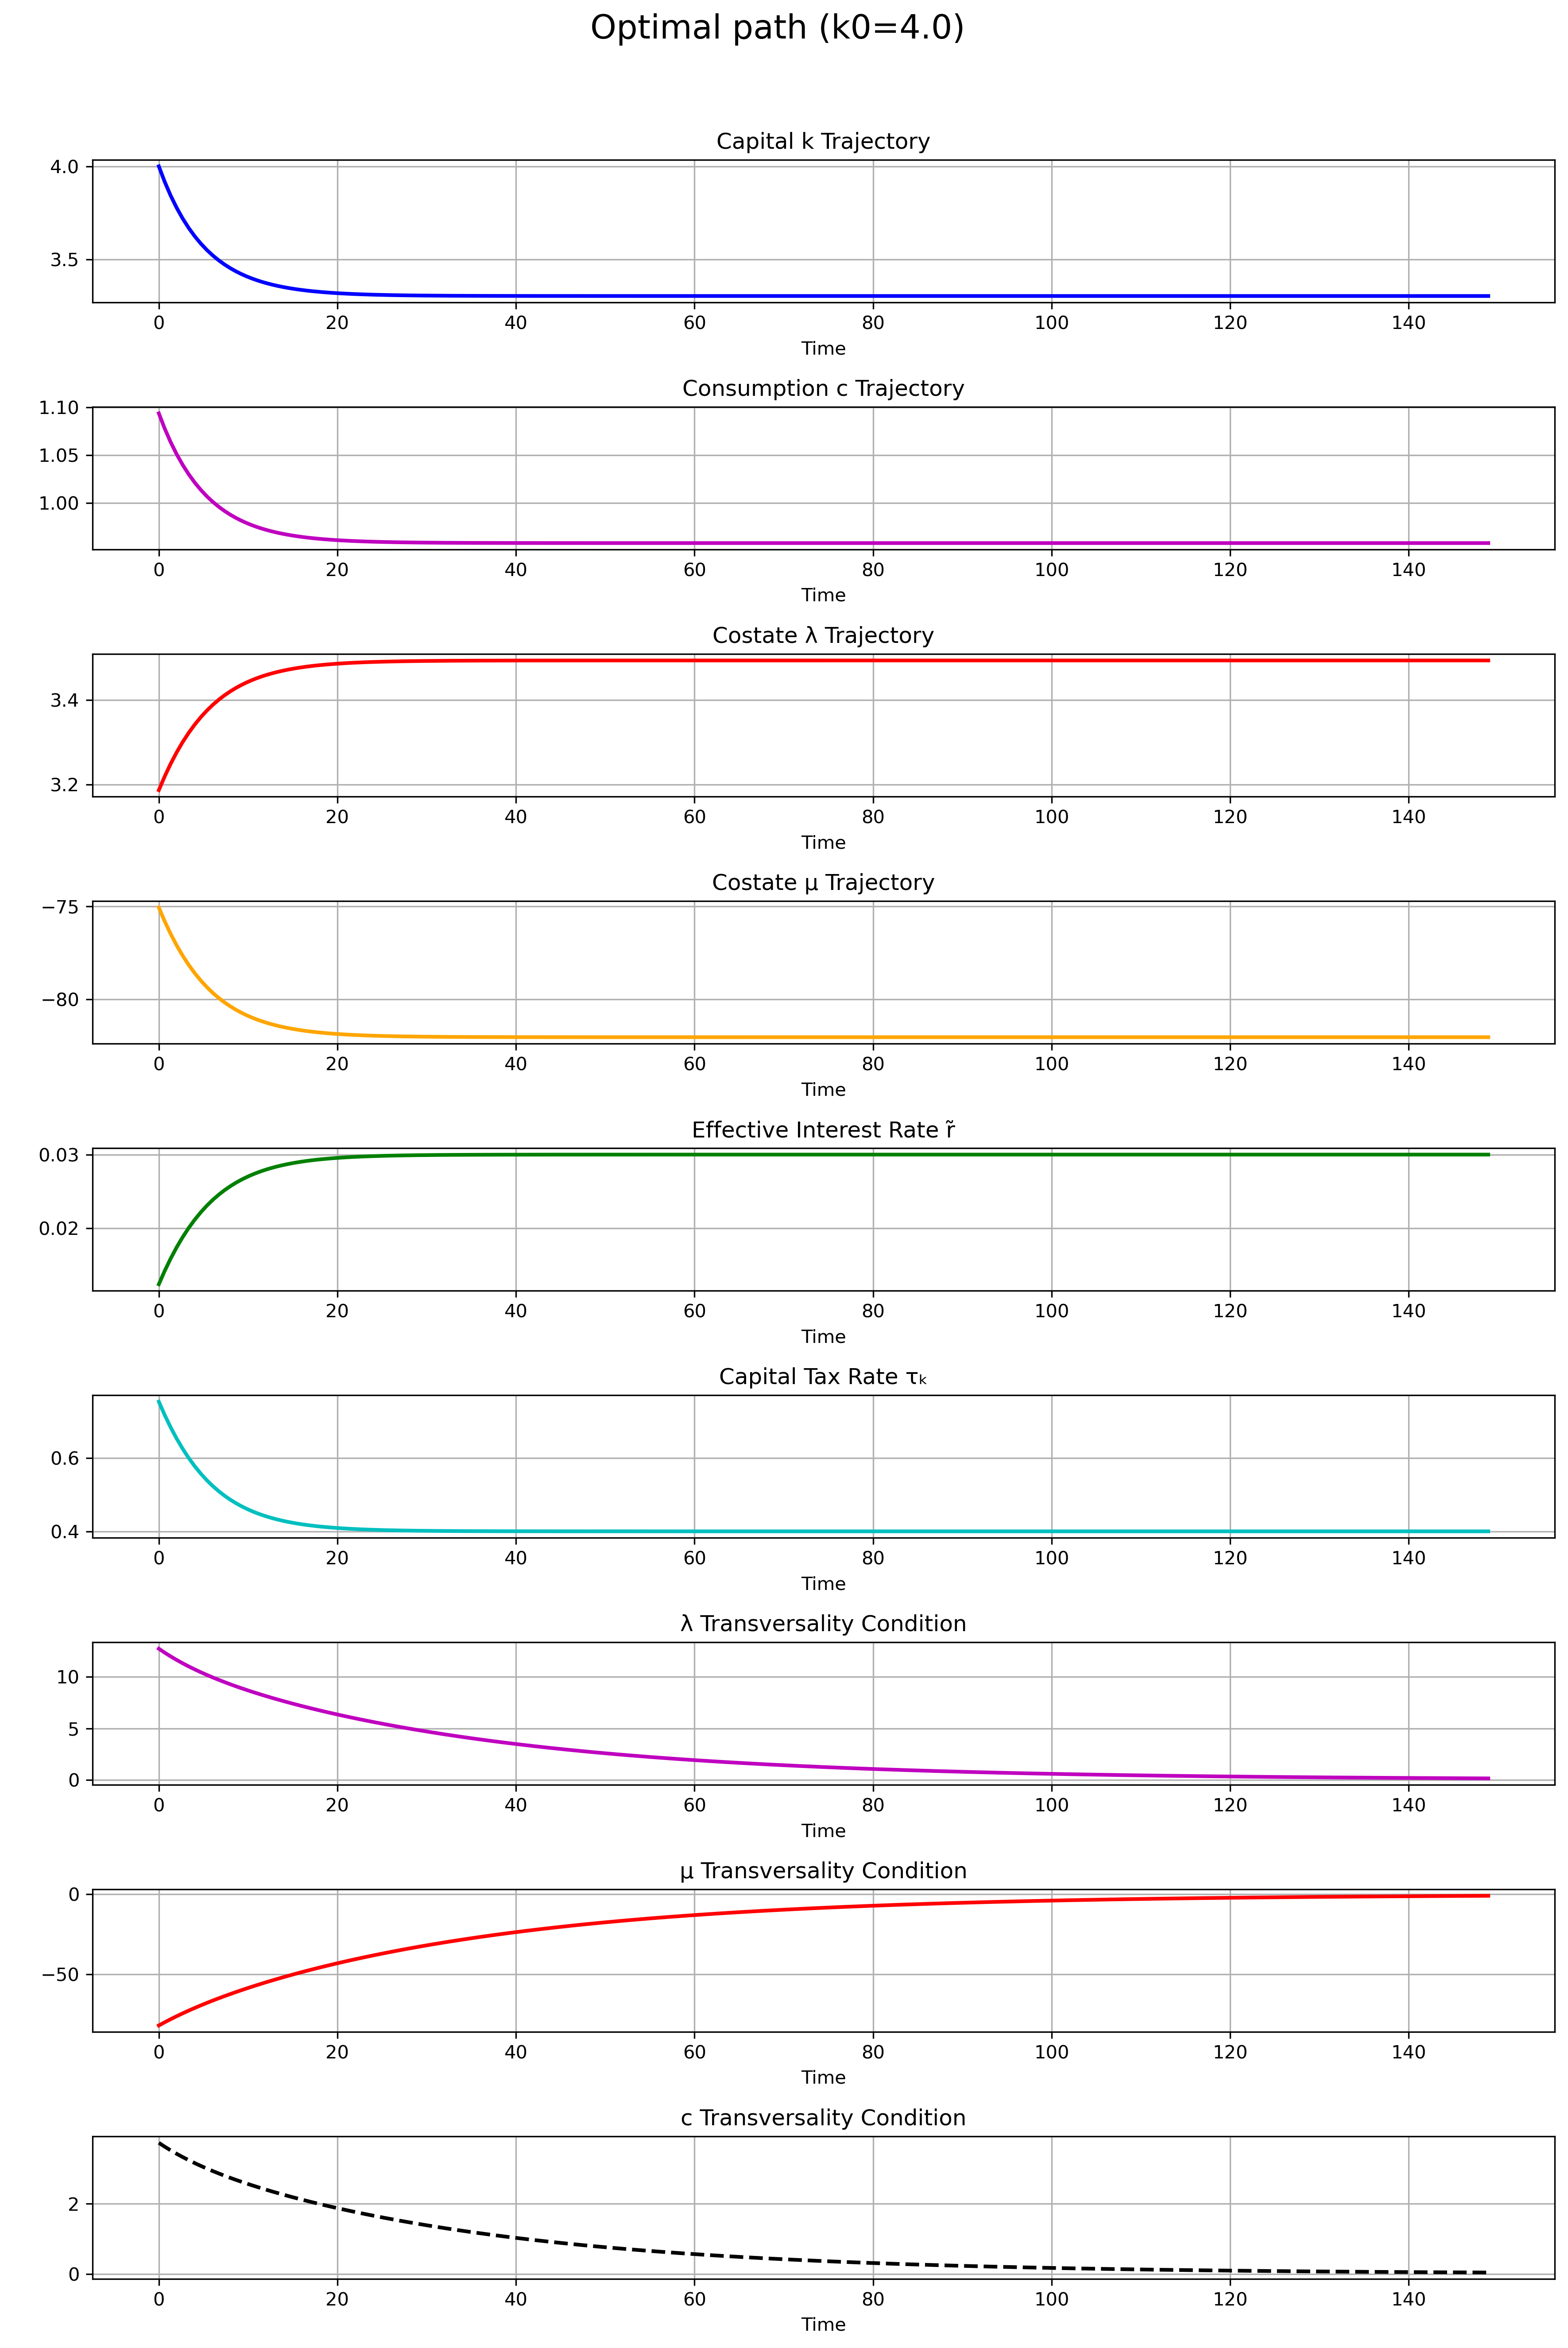 Optimal path (k0=4.0)
Capital k Trajectory
4.0
3.5
0 20 40 60 80 100 120 140
Time
Consumption c Trajectory
1.10
1.05
1.00
0 20 40 60 80 100 120 140
Time
Costate λ Trajectory
3.4
3.2
0 20 40 60 80 100 120 140
Time
Costate μ Trajectory
−75
−80
0 20 40 60 80 100 120 140
Time
Effective Interest Rate r̃
0.03
0.02
0 20 40 60 80 100 120 140
Time
Capital Tax Rate τₖ
0.6
0.4
0 20 40 60 80 100 120 140
Time
λ Transversality Condition
10
5
0
0 20 40 60 80 100 120 140
Time
μ Transversality Condition
0
−50
0 20 40 60 80 100 120 140
Time
c Transversality Condition
2
0
0 20 40 60 80 100 120 140
Time